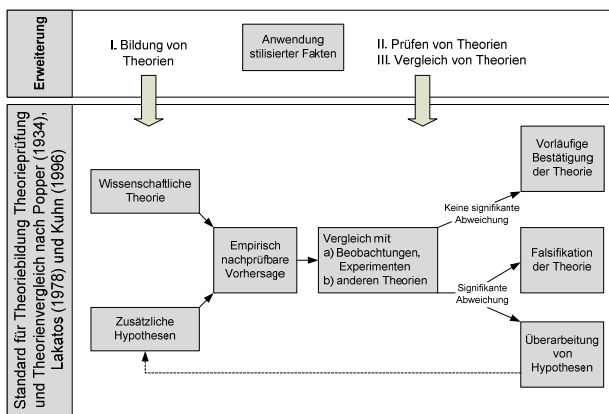 Erweiterung
I. Bildung von
Theorien
Anwendung
stilisierter Fakten
II. Prüfen von Theorien
III. Vergleich von Theorien
Standard für Theoriebildung Theorieprüfung
und Theorienvergleich nach Popper (1934),
Lakatos (1978) und Kuhn (1996)
Wissenschaftliche
Theorie
Zusätzliche
Hypothesen
Empirisch
nachprüfbare
Vorhersage
Vergleich mit
a) Beobachtungen,
Experimenten
b) anderen Theorien
Keine signifikante
Abweichung
Signifikante
Abweichung
Vorläufige
Bestätigung
der Theorie
Falsifikation
der Theorie
Überarbeitung
von
Hypothesen